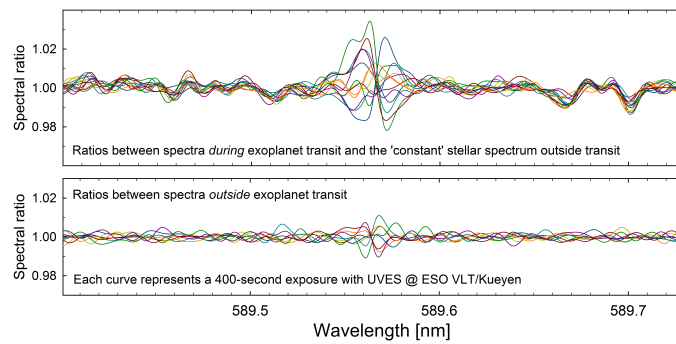 1.02
1.00
0.98
Spectral ratio
Ratios between spectra during exoplanet transit and the 'constant' stellar spectrum outside transit
Ratios between spectra outside exoplanet transit
1.02
1.00
0.98
Spectral ratio
Each curve represents a 400-second exposure with UVES @ ESO VLT/Kueyen
589.5 589.6 589.7
Wavelength [nm]